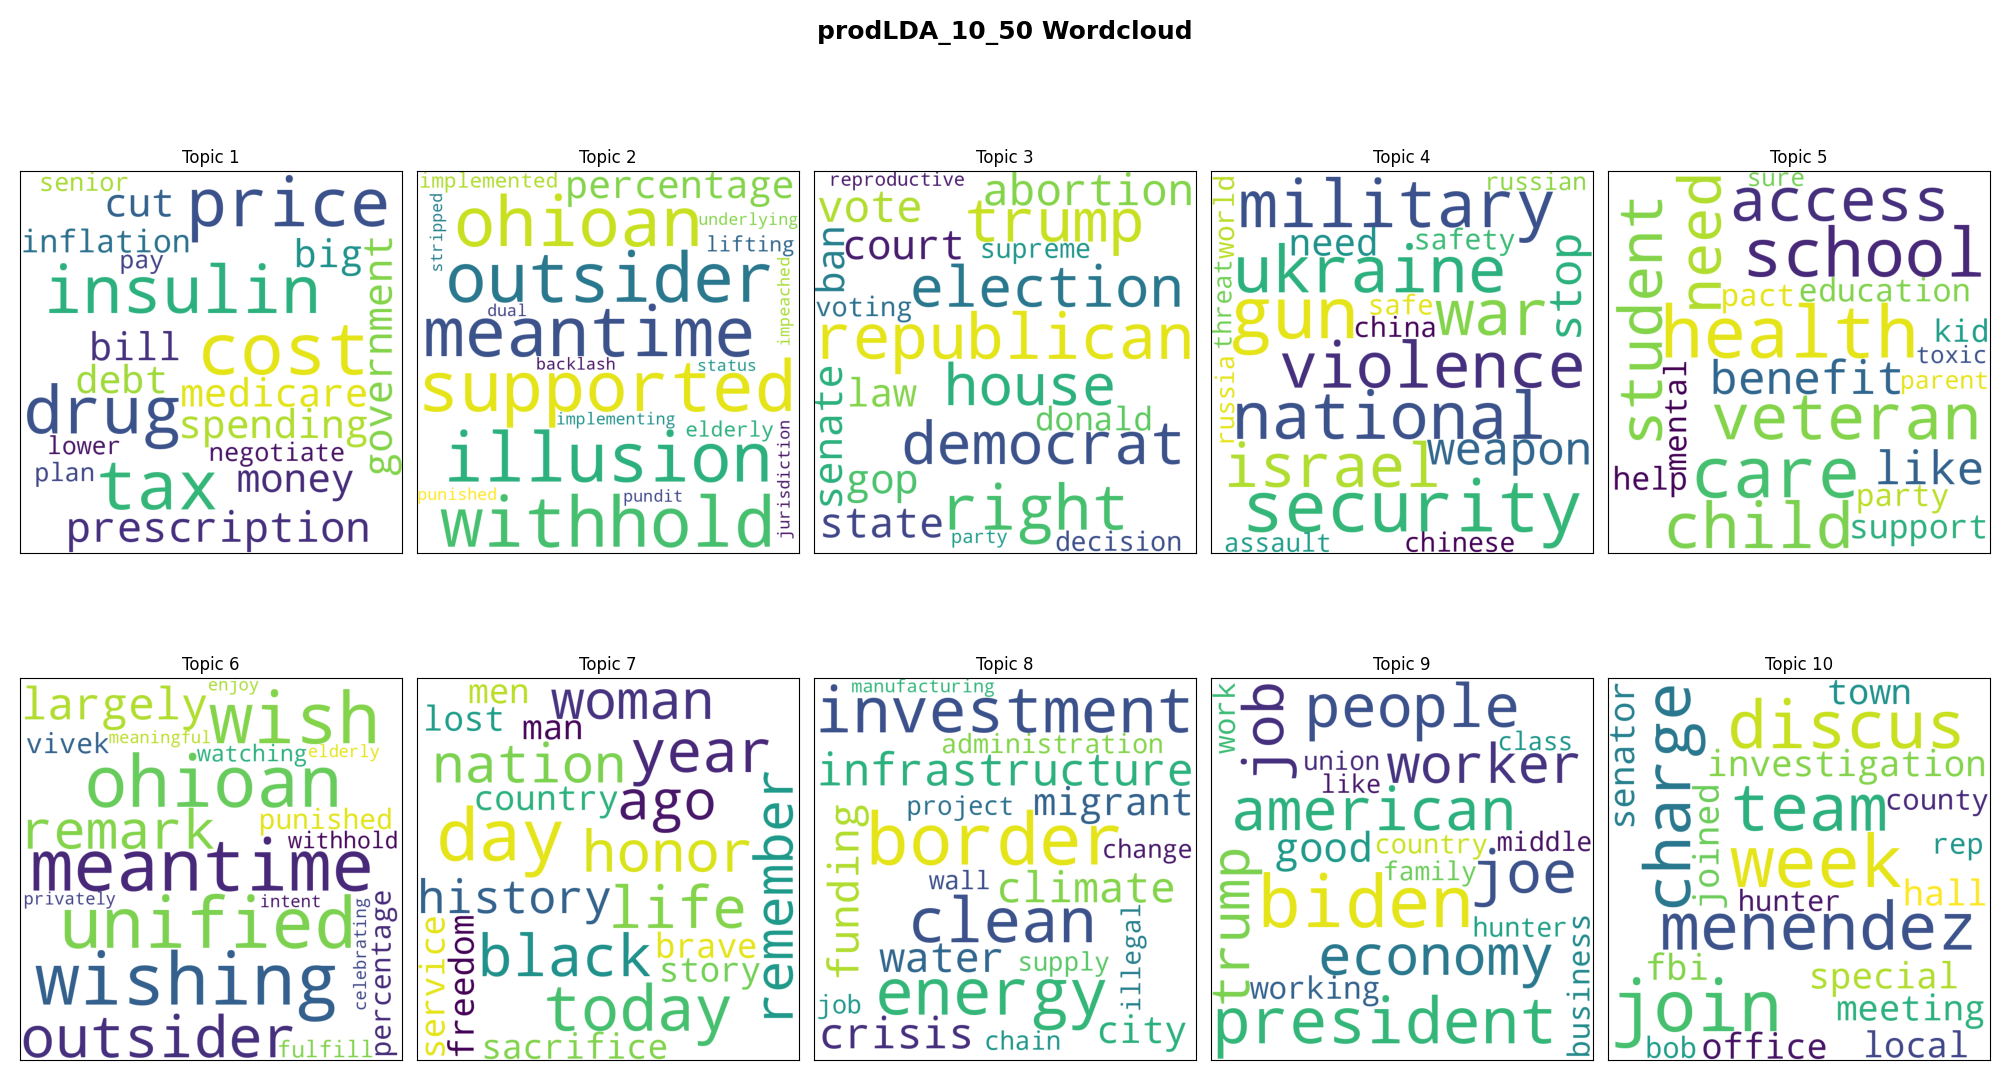 prodLDA_10_50 Wordcloud
Topic 1
senior
cut
price
inflation
pay
big
insulin
government
bill
cost
debt
medicare
drug
spending
lower
negotiate
plan
tax
money
prescription
Topic 2
implemented
percentage
stripped
ohioan
underlying
lifting
outsider
impeached
dual
meantime
backlash
status
supported
implementing
elderly
illusion
jurisdiction
punished
pundit
withhold
Topic 3
reproductive
abortion
vote
trump
ban
court
supreme
voting
election
republican
senate
law
house
donald
democrat
gop
state
right
party
decision
Topic 4
world
military
russian
need
safety
threat
ukraine
stop
gun
safe
war
china
russia
violence
national
israel
weapon
security
assault
chinese
Topic 5
student
need
sure
access
school
pact
education
health
kid
toxic
mental
benefit
parent
veteran
help
care
like
party
child
support
Topic 6
largely
enjoy
wish
vivek
meaningful
watching
elderly
ohioan
remark
punished
withhold
meantime
privately
intent
unified
celebrating
percentage
wishing
outsider
fulfill
Topic 7
men
woman
lost
man
nation
year
country
ago
remember
day
honor
history
life
service
freedom
black
brave
story
today
sacrifice
Topic 8
manufacturing
investment
administration
infrastructure
project
migrant
funding
border
change
wall
climate
clean
illegal
water
supply
job
energy
crisis
chain
city
Topic 9
work
job
people
class
union
worker
like
american
good
country
middle
trump
family
joe
biden
hunter
business
economy
working
president
Topic 10
senator
charge
town
discus
investigation
joined
team
county
week
rep
hunter
hall
menendez
fbi
special
join
meeting
bob
office
local